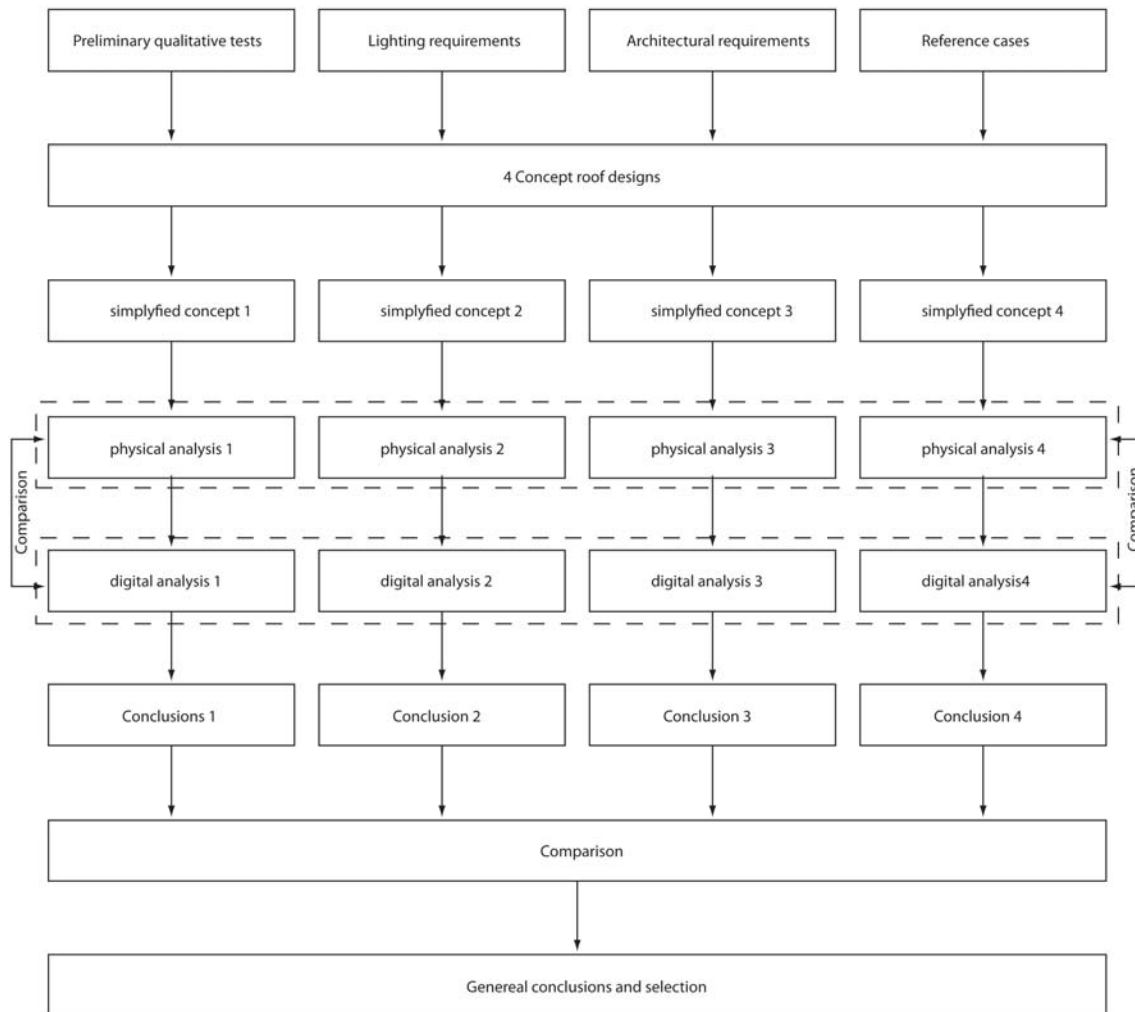 Preliminary qualitative tests
Lighting requirements
Architectural requirements
Reference cases
4 Concept roof designs
simplyfied concept 1
simplyfied concept 2
simplyfied concept 3
simplyfied concept 4
physical analysis 1
physical analysis 2
physical analysis 3
physical analysis 4
Comparison
Comparison
digital analysis 1
digital analysis 2
digital analysis 3
digital analysis4
Conclusions 1
Conclusion 2
Conclusion 3
Conclusion 4
Comparison
Genereal conclusions and selection